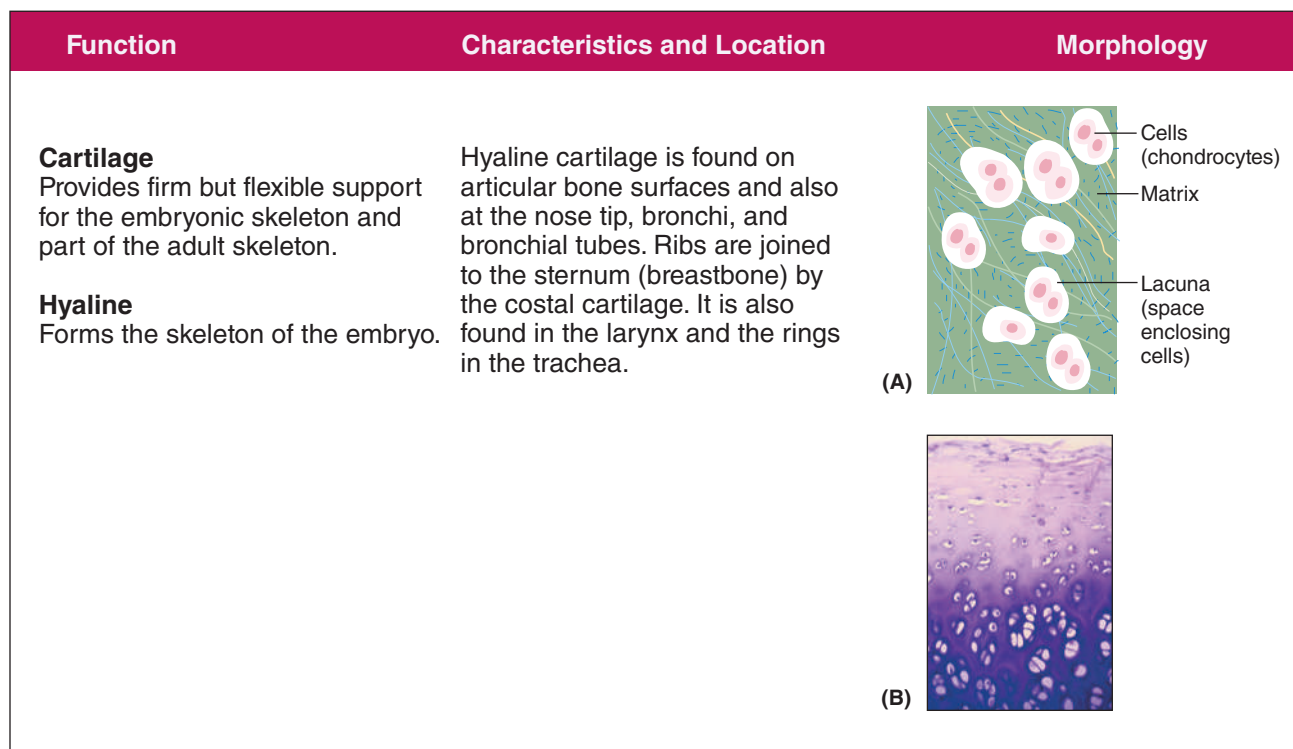 Function
Characteristics and Location
Morphology
Cartilage
Provides firm but flexible support
for the embryonic skeleton and
part of the adult skeleton.
Hyaline
Forms the skeleton of the embryo.
Hyaline cartilage is found on
articular bone surfaces and also
at the nose tip, bronchi, and
bronchial tubes. Ribs are joined
to the sternum (breastbone) by
the costal cartilage. It is also
found in the larynx and the rings
in the trachea.
Cells
(chondrocytes)
Matrix
Lacuna
(space
enclosing
cells)
(A)
(B)